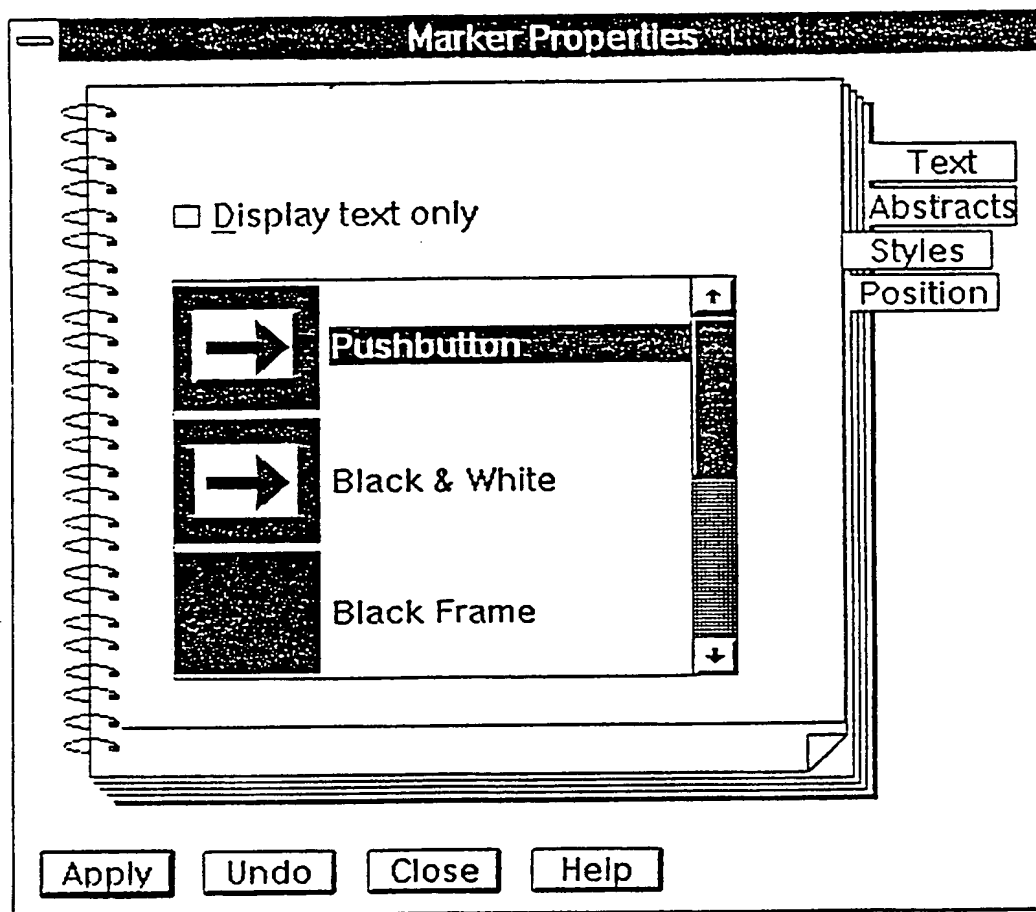 Marker Properties
Text
Abstracts
Styles
Position
Display text only
Pushbutton
Black & White
Black Frame
Apply Undo Close Help